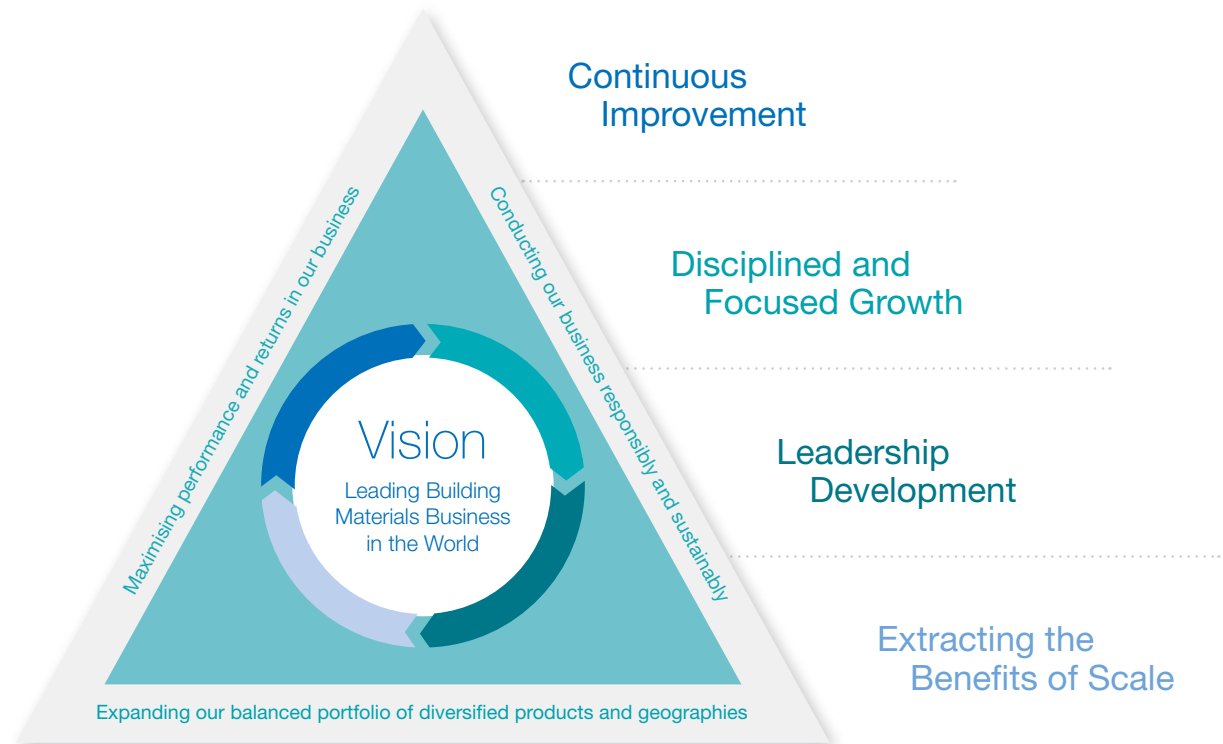 Continuous
Improvement
Disciplined and
Focused Growth
Leadership
Development
Extracting the
Benefits of Scale
Maximising performance and returns in our business
Conducting our business responsibly and sustainably
Vision
Leading Building
Materials Business
in the World
Expanding our balanced portfolio of diversified products and geographies